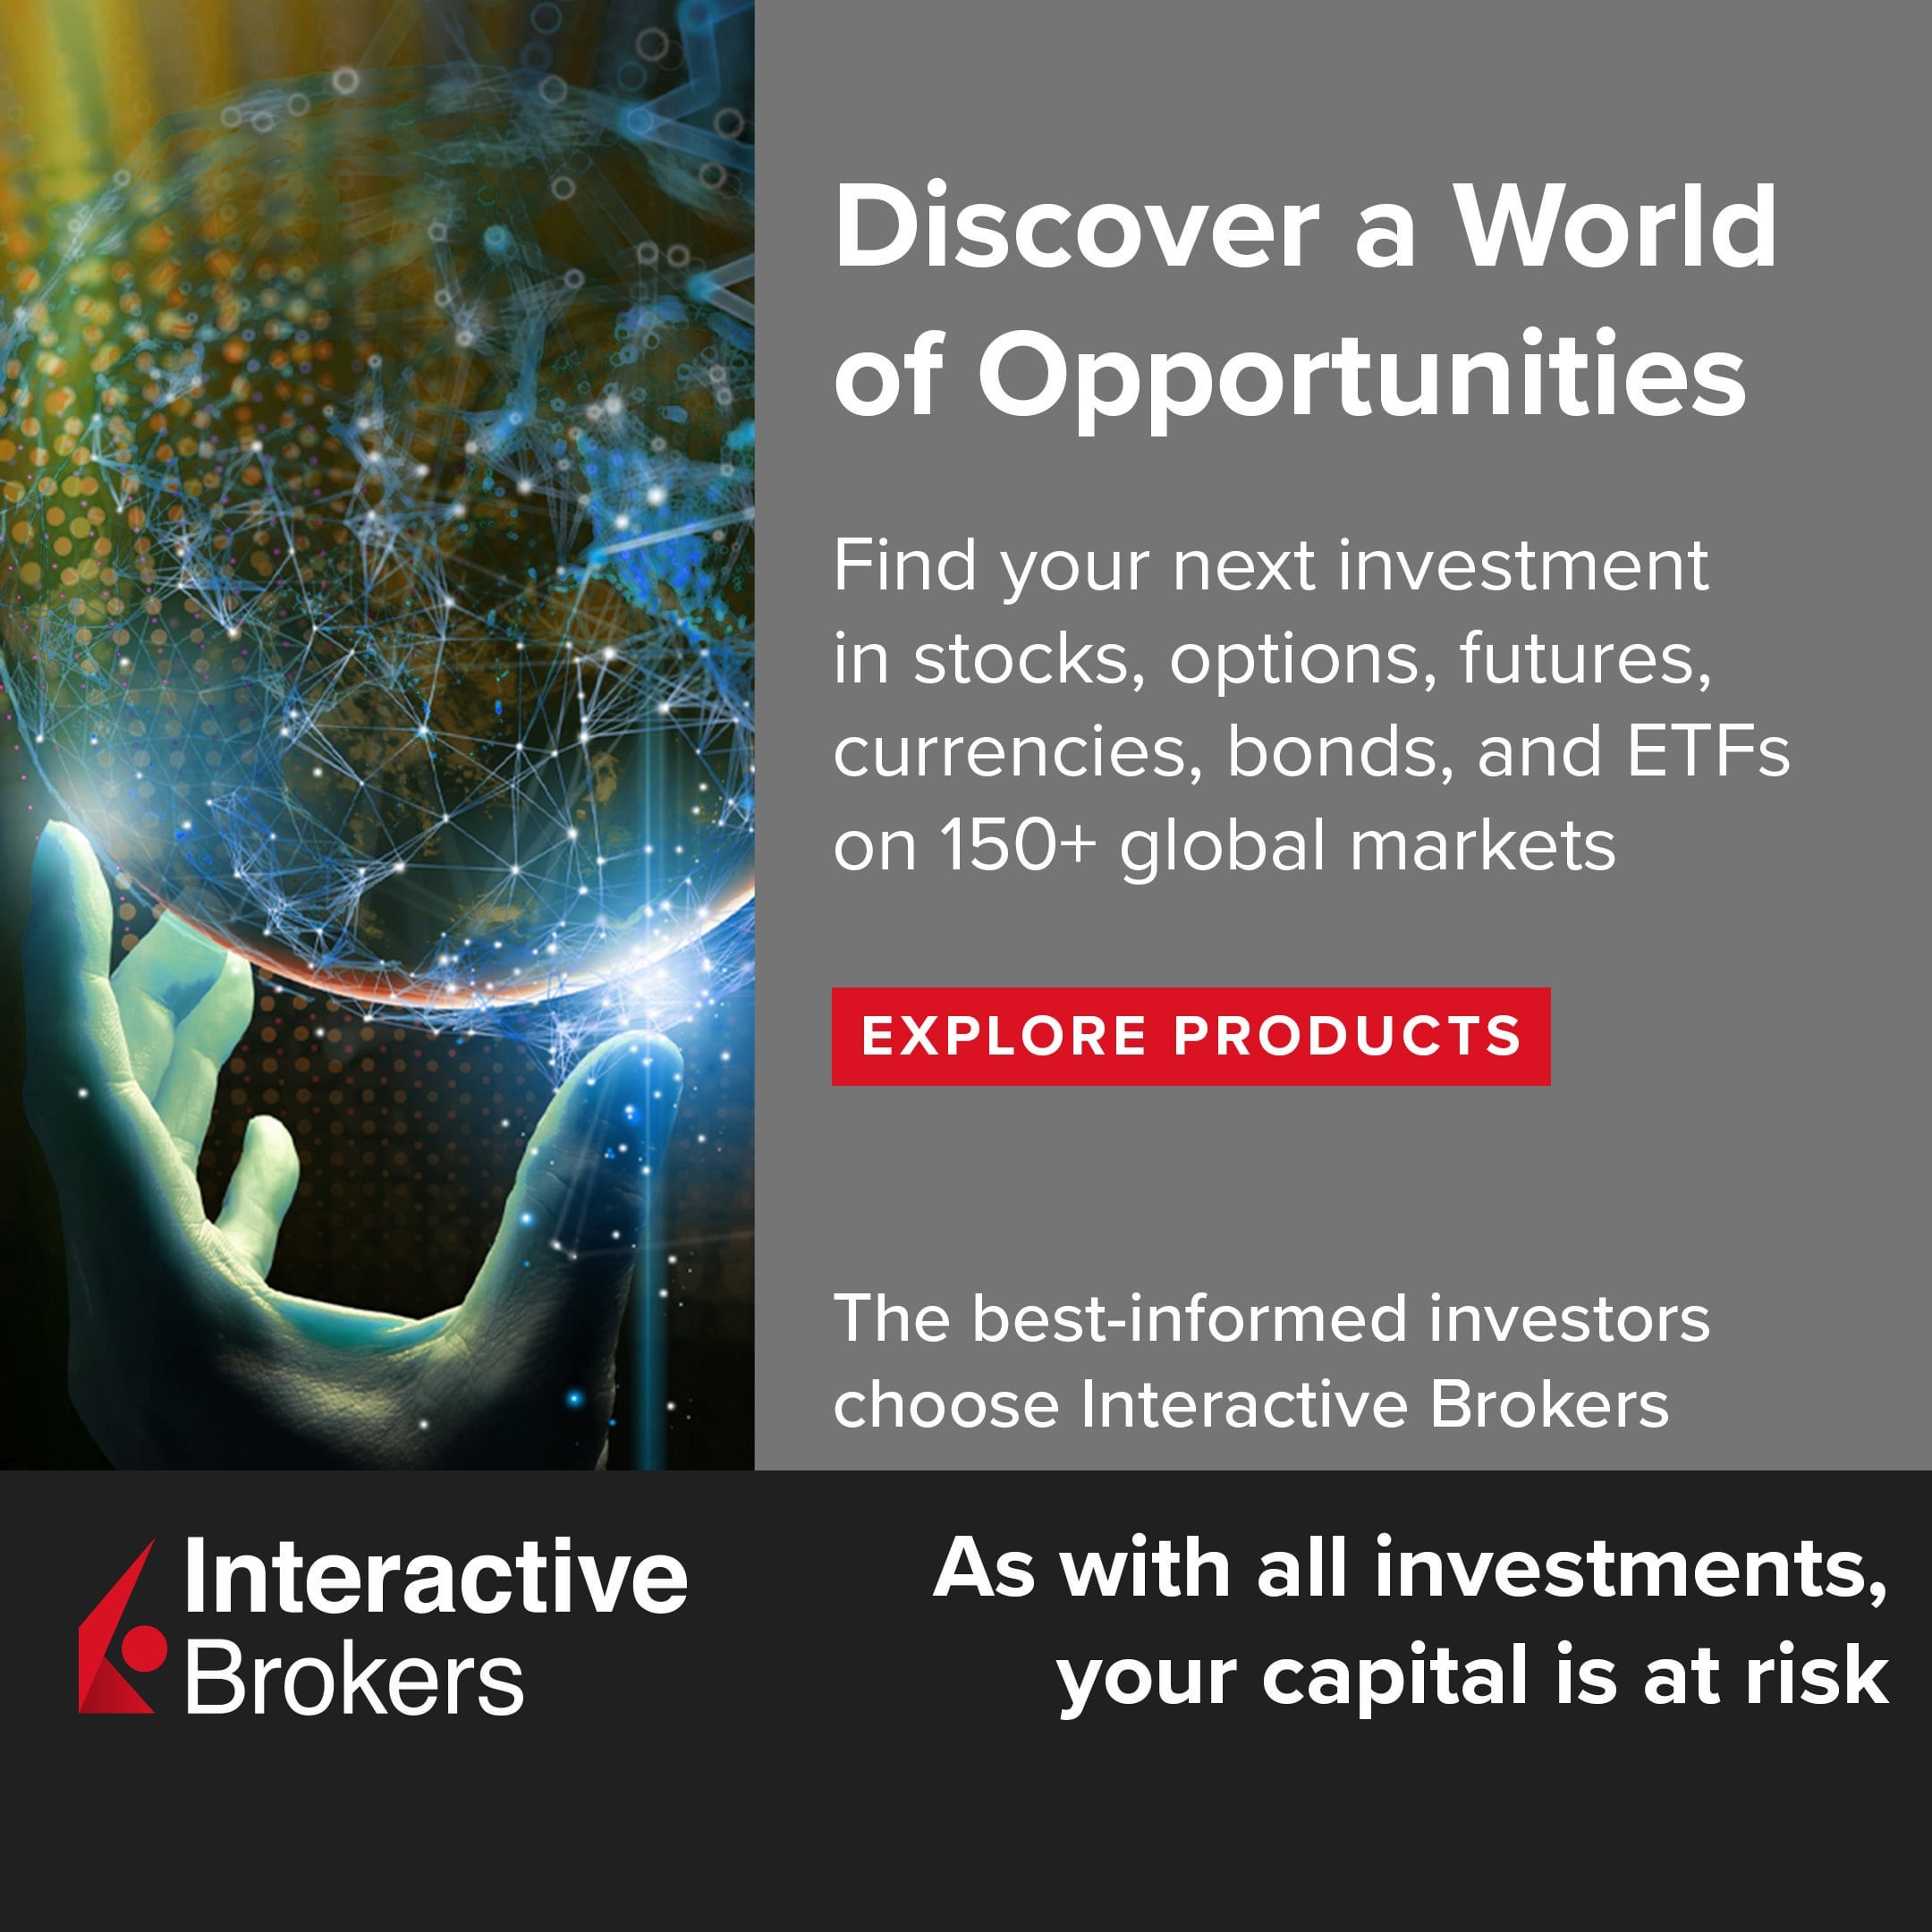 Discover a World
of Opportunities
Find your next investment
in stocks, options, futures,
currencies, bonds, and ETFs
on 150+ global markets
EXPLORE PRODUCTS
The best-informed investors
choose Interactive Brokers
Interactive
Brokers
As with all investments,
your capital is at risk